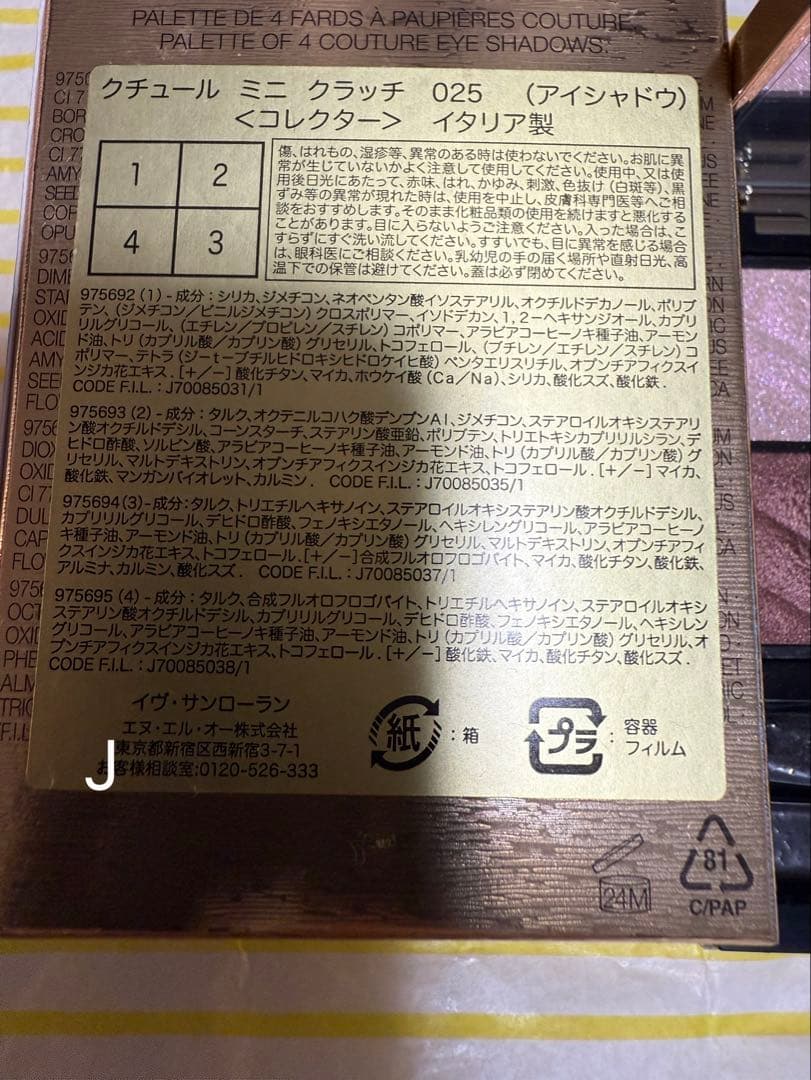 PALETTE DE 4 FARDS À PAUPIÈRES COUTURE
PALETTE OF 4 COUTURE EYE SHADOWS:
クチュール ミニ クラッチ 025 （アイシャドウ）
＜コレクター＞ イタリア製
1 2
4 3
傷、はれもの、湿疹等、異常のある時は使わないでください。お肌に異
常が生じていないかよく注意して使用してください。使用中、又は使
用後日光にあたって、赤味、はれ、かゆみ、刺激、色抜け（白斑等）、黒
ずみ等の異常が現れた時は、使用を中止し、皮膚科専門医等へご相
談をおすすめします。そのまま化粧品類の使用を続けますと悪化する
ことがあります。目に入らないようご注意ください。入った場合は、こ
すらずにすぐ洗い流してください。すすいでも、目に異常を感じる場合
は、眼科医にご相談ください。乳幼児の手の届く場所や直射日光、高
温下での保管は避けてください。蓋は必ず閉めてください。
975692（1）- 成分：シリカ、ジメチコン、ネオペンタン酸イソステアリル、オクチルドデカノール、ポリブ
テン、（ジメチコン／ビニルジメチコン）クロスポリマー、イソドデカン、1，2－ヘキサンジオール、カプリ
リルグリコール、（エチレン／プロピレン／スチレン）コポリマー、アラビアコーヒーノキ種子油、アーモン
ド油、トリ（カプリル酸／カプリン酸）グリセリル、トコフェロール、（ブチレン／エチレン／スチレン）コ
ポリマー、テトラ（ジ－t－ブチルヒドロキシヒドロケイヒ酸）ペンタエリスリチル、オプンチアフィクスイ
ンジカ花エキス．［＋／－］酸化チタン、マイカ、ホウケイ酸（Ca／Na）、シリカ、酸化スズ、酸化鉄．
CODE F.I.L.：J70085031/1
975693（2）- 成分：タルク、オクテニルコハク酸デンプンAl、ジメチコン、ステアロイルオキシステアリ
ン酸オクチルドデシル、コーンスターチ、ステアリン酸亜鉛、ポリブテン、トリエトキシカプリリルシラン、デ
ヒドロ酢酸、ソルビン酸、アラビアコーヒーノキ種子油、アーモンド油、トリ（カプリル酸／カプリン酸）グ
リセリル、マルトデキストリン、オプンチアフィクスインジカ花エキス、トコフェロール．［＋／－］マイカ、
酸化鉄、マンガンバイオレット、カルミン． CODE F.I.L.：J70085035/1
975694(3)- 成分：タルク、トリエチルヘキサノイン、ステアロイルオキシステアリン酸オクチルドデシル、
カプリリルグリコール、デヒドロ酢酸、フェノキシエタノール、ヘキシレングリコール、アラビアコーヒーノ
キ種子油、アーモンド油、トリ（カプリル酸／カプリン酸）グリセリル、マルトデキストリン、オプンチアフィ
クスインジカ花エキス、トコフェロール．［＋／－］合成フルオロフロゴパイト、マイカ、酸化チタン、酸化鉄、
アルミナ、カルミン、酸化スズ． CODE F.I.L.：J70085037/1
975695（4）- 成分：タルク、合成フルオロフロゴパイト、トリエチルヘキサノイン、ステアロイルオキシ
ステアリン酸オクチルドデシル、カプリリルグリコール、デヒドロ酢酸、フェノキシエタノール、ヘキシレン
グリコール、アラビアコーヒーノキ種子油、アーモンド油、トリ（カプリル酸／カプリン酸）グリセリル、オ
プンチアフィクスインジカ花エキス、トコフェロール．［＋／－］酸化鉄、マイカ、酸化チタン、酸化スズ．
CODE F.I.L.：J70085038/1
イヴ・サンローラン
エヌ・エル・オー株式会社
東京都新宿区西新宿3-7-1
お客様相談室:0120-526-333
J
紙：箱
プラ：容器
フィルム
24M
81
C/PAP